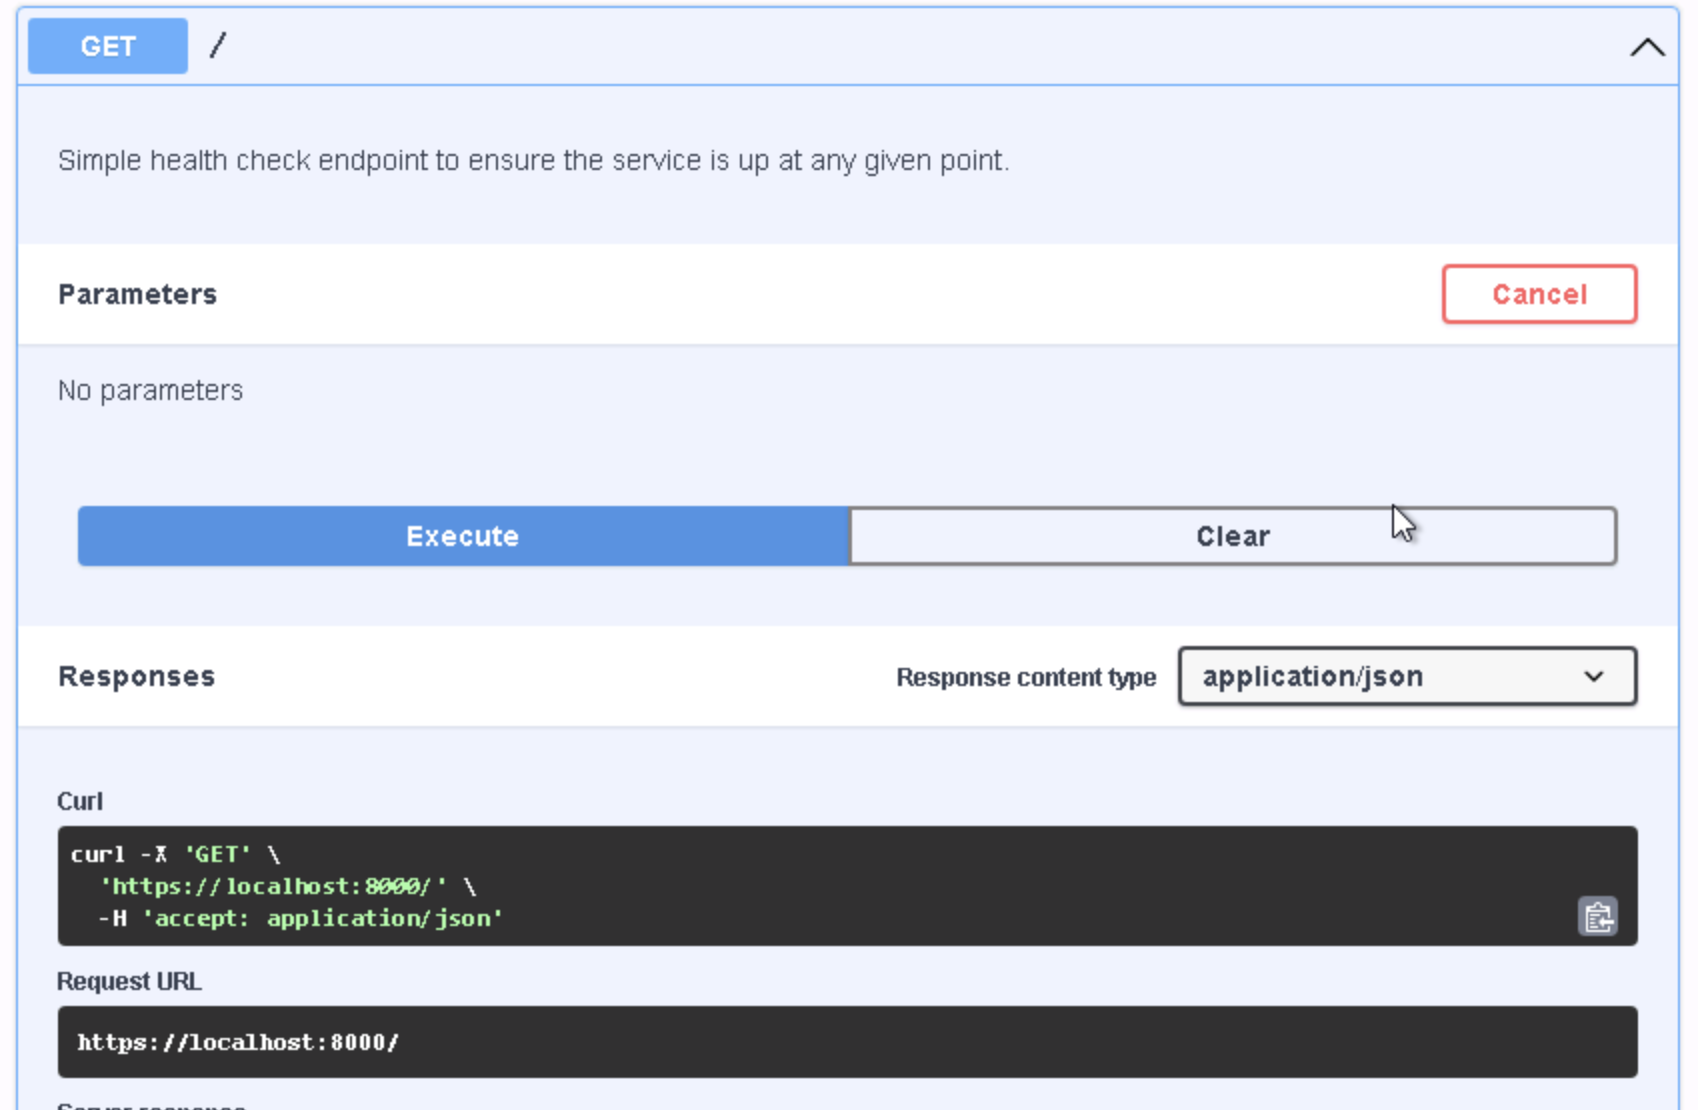 GET /
Simple health check endpoint to ensure the service is up at any given point.
Parameters
Cancel
No parameters
Execute
Clear
Responses
Response content type
application/json
Curl
curl -X 'GET' \
  'https://localhost:8000/' \
  -H 'accept: application/json'
Request URL
https://localhost:8000/
Server response